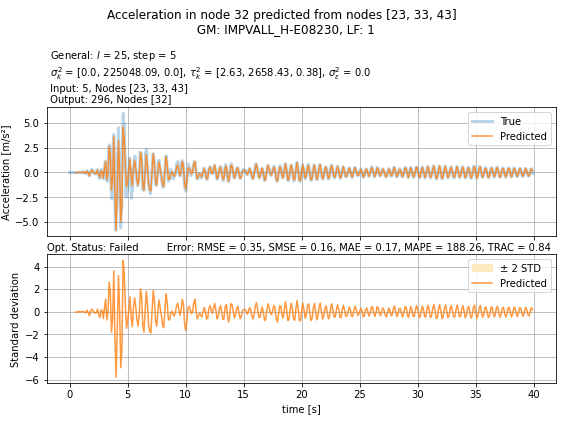 Acceleration in node 32 predicted from nodes [23, 33, 43]
GM: IMPVALL_H-E08230, LF: 1
General: l = 25, step = 5
σ²ₖ = [0.0, 225048.09, 0.0], τ²ₖ = [2.63, 2658.43, 0.38], σ²ε = 0.0
Input: 5, Nodes [23, 33, 43]
Output: 296, Nodes [32]
Acceleration [m/s²]
5.0
2.5
0.0
−2.5
−5.0
True
Predicted
Opt. Status: Failed Error: RMSE = 0.35, SMSE = 0.16, MAE = 0.17, MAPE = 188.26, TRAC = 0.84
Standard deviation
4
2
0
−2
−4
−6
± 2 STD
Predicted
0 5 10 15 20 25 30 35 40
time [s]